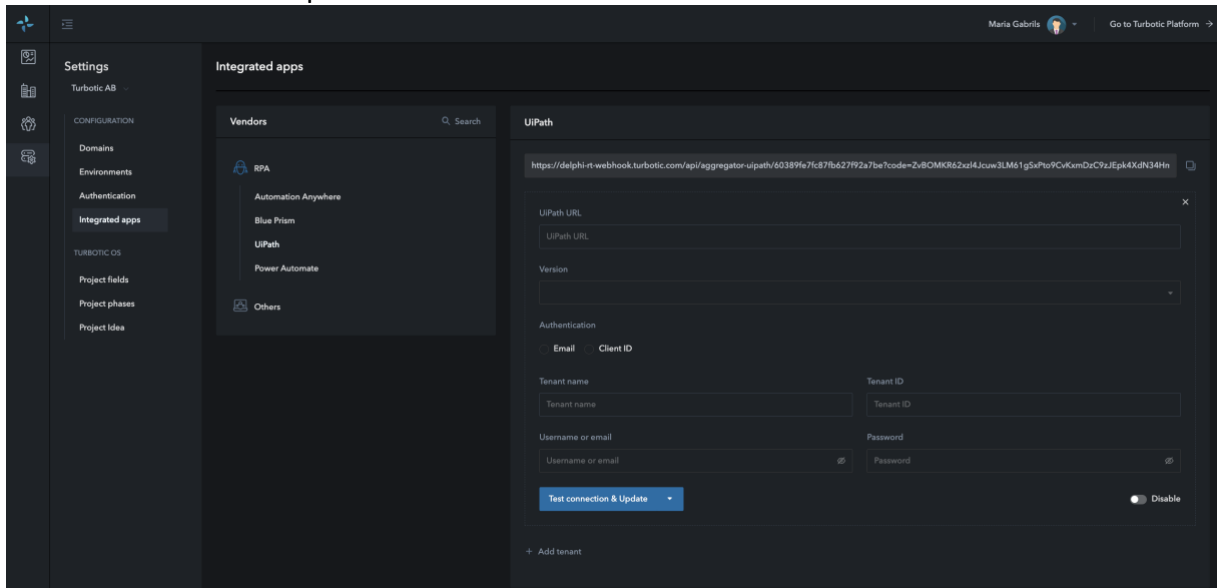 Maria Gabrils
Go to Turbotic Platform
Settings
Turbotic AB
CONFIGURATION
Domains
Environments
Authentication
Integrated apps
TURBOTIC OS
Project fields
Project phases
Project Idea
Integrated apps
Vendors
Search
RPA
Automation Anywhere
Blue Prism
UiPath
Power Automate
Others
UiPath
https://delphi-rt-webhook.turbotic.com/api/aggregator-uipath/60389fe7fc87fb627f92a7be?code=ZvBOMKR62xzl4Jcuw3LM61gSxPto9CvKxmDzC9zJEpk4XdN34Hn
UiPath URL
UiPath URL
Version
Authentication
Email Client ID
Tenant name Tenant ID
Tenant name Tenant ID
Username or email Password
Username or email Password
Test connection & Update Disable
+ Add tenant